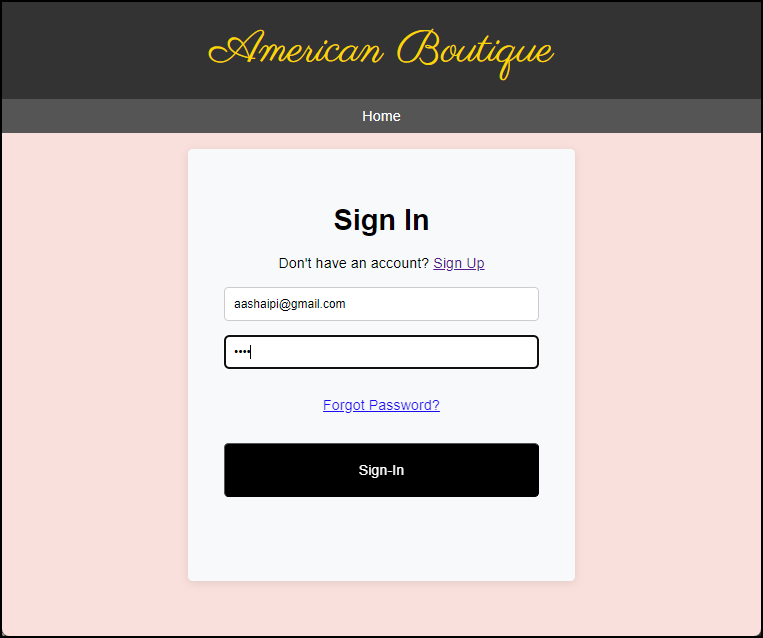 American Boutique
Home
Sign In
Don't have an account? Sign Up
aashaipi@gmail.com
••••
Forgot Password?
Sign-In